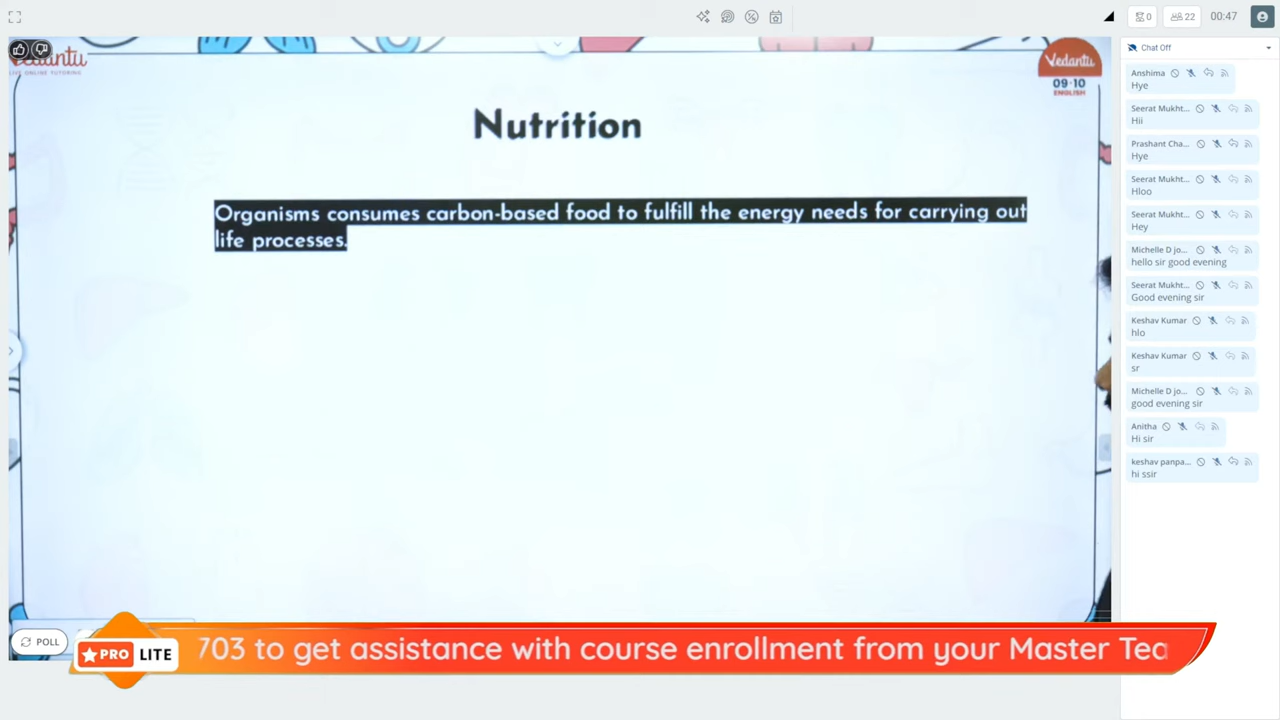 0
22
00:47
Vedantu
LIVE ONLINE TUTORING
Vedantu
09-10
ENGLISH
Nutrition
Organisms consumes carbon-based food to fulfill the energy needs for carrying out
life processes.
POLL
PRO LITE
703 to get assistance with course enrollment from your Master Tea
Chat Off
Anshima
Hye
Seerat Mukht...
Hii
Prashant Cha...
Hye
Seerat Mukht...
Hloo
Seerat Mukht...
Hey
Michelle D jo...
hello sir good evening
Seerat Mukht...
Good evening sir
Keshav Kumar
hlo
Keshav Kumar
sr
Michelle D jo...
good evening sir
Anitha
Hi sir
keshav panpa...
hi ssir